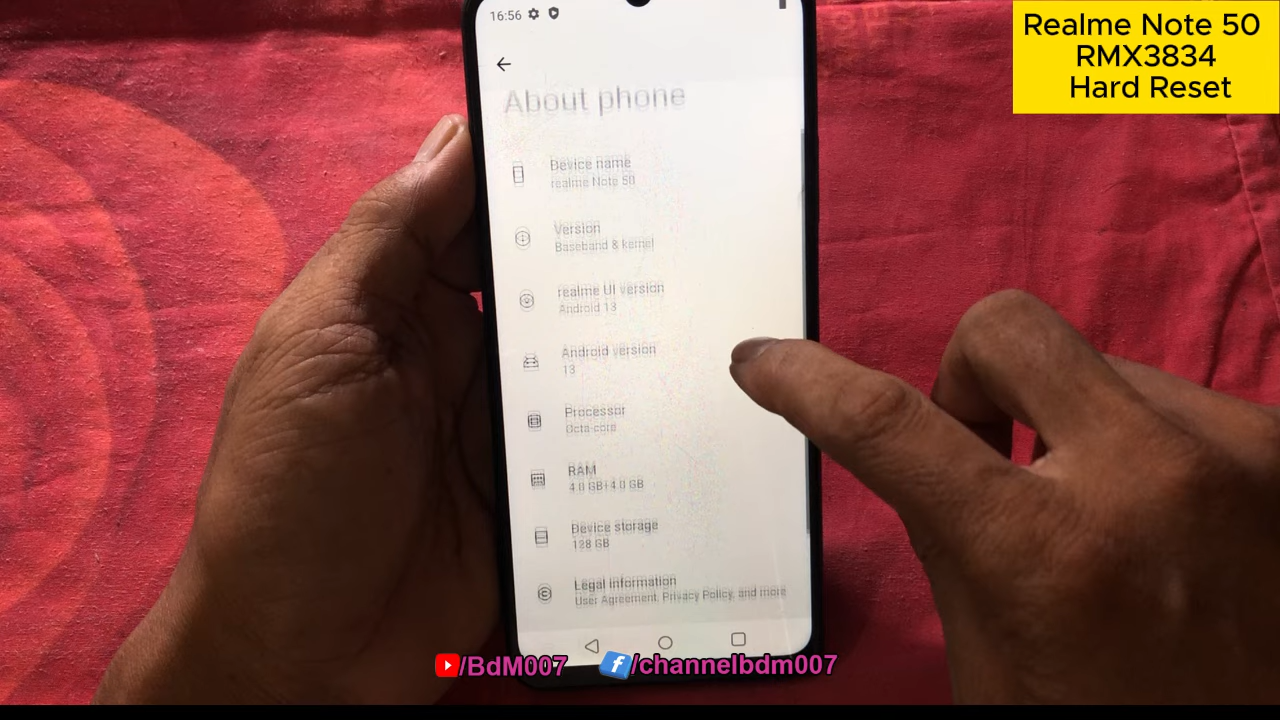 16:56
Realme Note 50
RMX3834
Hard Reset
About phone
Device name
realme Note 50
Version
Baseband & kernel
realme UI version
Android 13
Android version
13
Processor
Octa-core
RAM
4.0 GB+4.0 GB
Device storage
128 GB
Legal information
User Agreement, Privacy Policy, and more
/BdM007 /channelbdm007